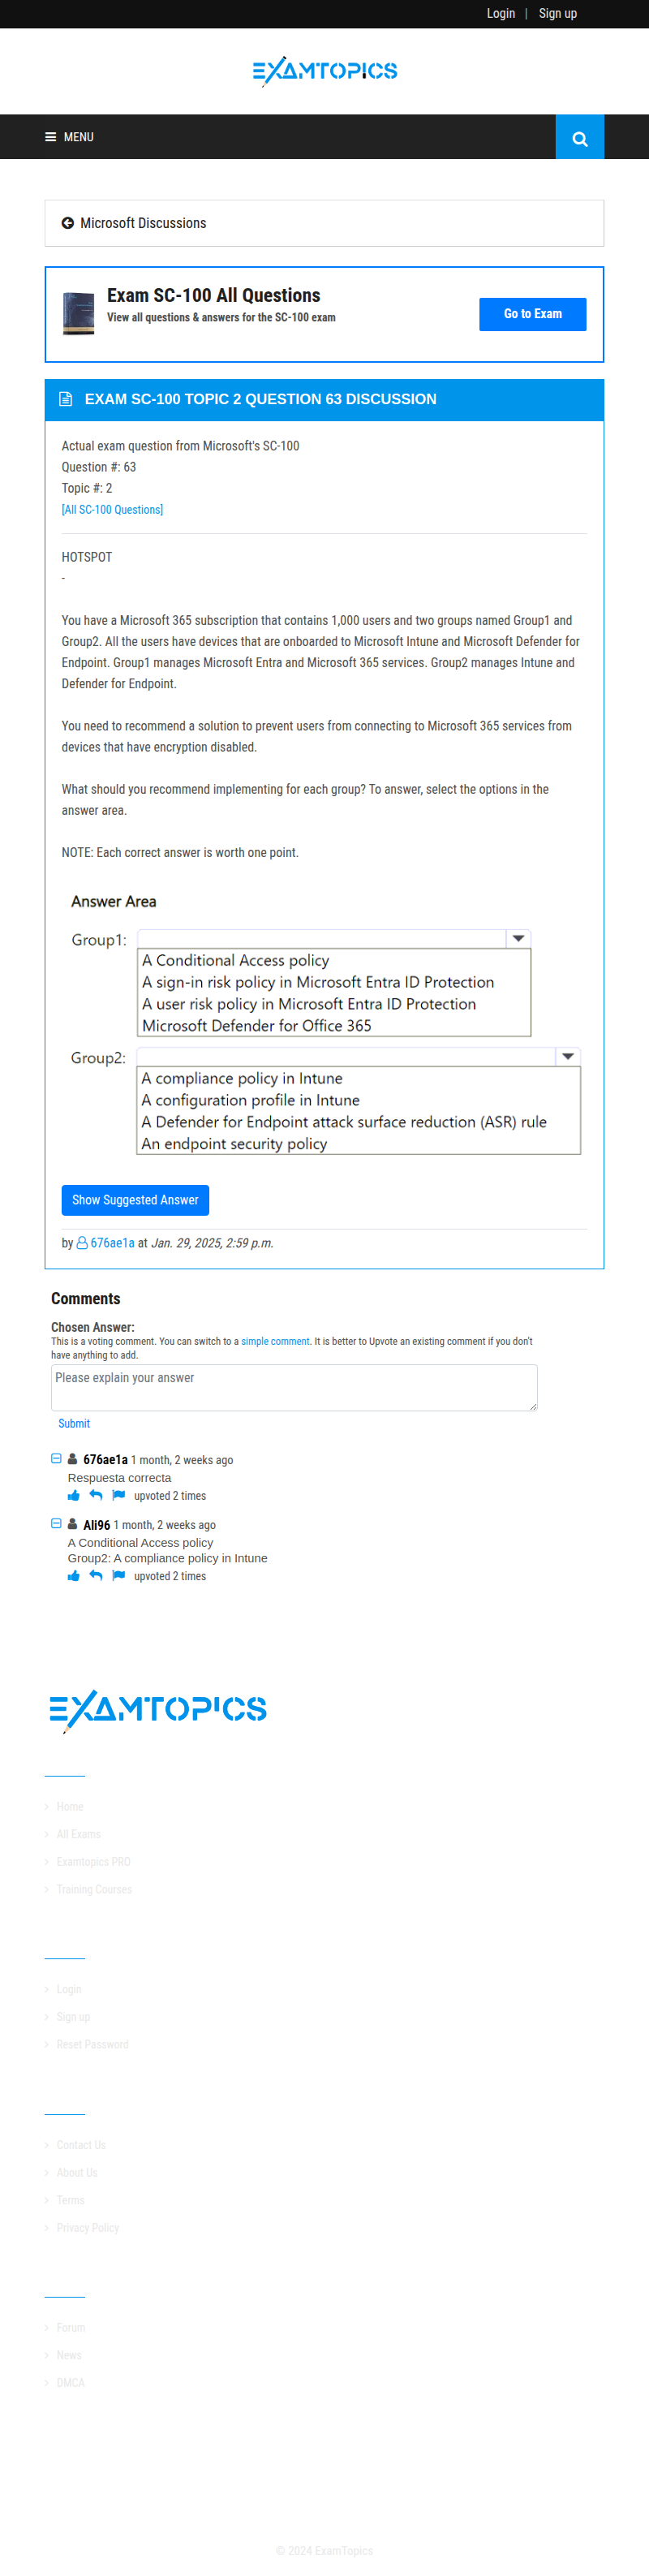 Login | Sign up
EXAMTOPICS
MENU
Microsoft Discussions
Exam SC-100 All Questions
View all questions & answers for the SC-100 exam
Go to Exam
EXAM SC-100 TOPIC 2 QUESTION 63 DISCUSSION
Actual exam question from Microsoft's SC-100
Question #: 63
Topic #: 2
[All SC-100 Questions]
HOTSPOT
-
You have a Microsoft 365 subscription that contains 1,000 users and two groups named Group1 and
Group2. All the users have devices that are onboarded to Microsoft Intune and Microsoft Defender for
Endpoint. Group1 manages Microsoft Entra and Microsoft 365 services. Group2 manages Intune and
Defender for Endpoint.
You need to recommend a solution to prevent users from connecting to Microsoft 365 services from
devices that have encryption disabled.
What should you recommend implementing for each group? To answer, select the options in the
answer area.
NOTE: Each correct answer is worth one point.
Answer Area
Group1:
A Conditional Access policy
A sign-in risk policy in Microsoft Entra ID Protection
A user risk policy in Microsoft Entra ID Protection
Microsoft Defender for Office 365
Group2:
A compliance policy in Intune
A configuration profile in Intune
A Defender for Endpoint attack surface reduction (ASR) rule
An endpoint security policy
Show Suggested Answer
by 676ae1a at Jan. 29, 2025, 2:59 p.m.
Comments
Chosen Answer:
This is a voting comment. You can switch to a simple comment. It is better to Upvote an existing comment if you don't
have anything to add.
Please explain your answer
Submit
676ae1a 1 month, 2 weeks ago
Respuesta correcta
upvoted 2 times
Ali96 1 month, 2 weeks ago
A Conditional Access policy
Group2: A compliance policy in Intune
upvoted 2 times
EXAMTOPICS
Home
All Exams
Examtopics PRO
Training Courses
Login
Sign up
Reset Password
Contact Us
About Us
Terms
Privacy Policy
Forum
News
DMCA
© 2024 ExamTopics